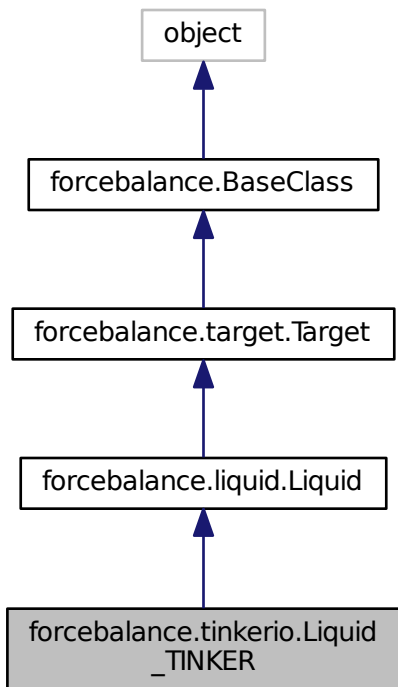 object
forcebalance.BaseClass
forcebalance.target.Target
forcebalance.liquid.Liquid
forcebalance.tinkerio.Liquid
_TINKER